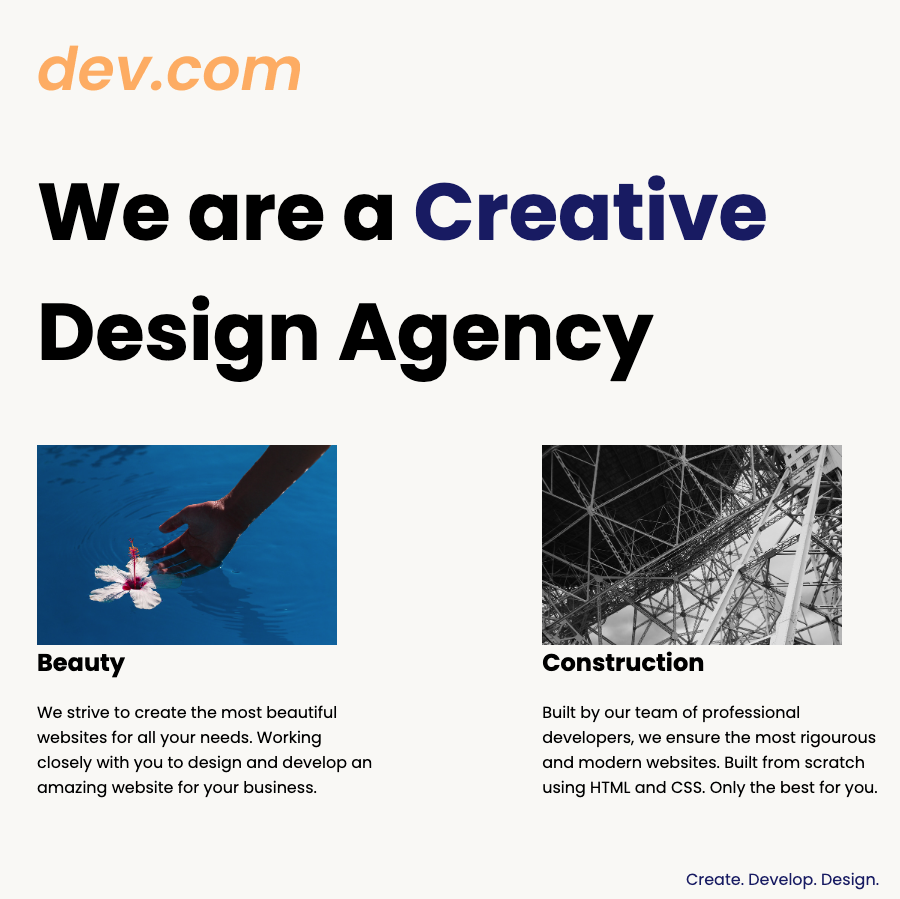 dev.com
We are a Creative
Design Agency
Beauty
We strive to create the most beautiful
websites for all your needs. Working
closely with you to design and develop an
amazing website for your business.
Construction
Built by our team of professional
developers, we ensure the most rigourous
and modern websites. Built from scratch
using HTML and CSS. Only the best for you.
Create. Develop. Design.